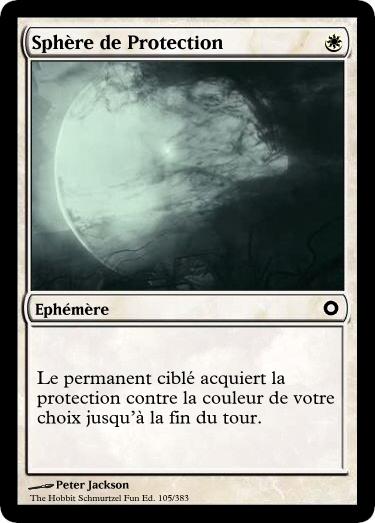 Sphère de Protection
Ephémère
Le permanent ciblé acquiert la
protection contre la couleur de votre
choix jusqu'à la fin du tour.
Peter Jackson
The Hobbit Schmurtzel Fun Ed. 105/383